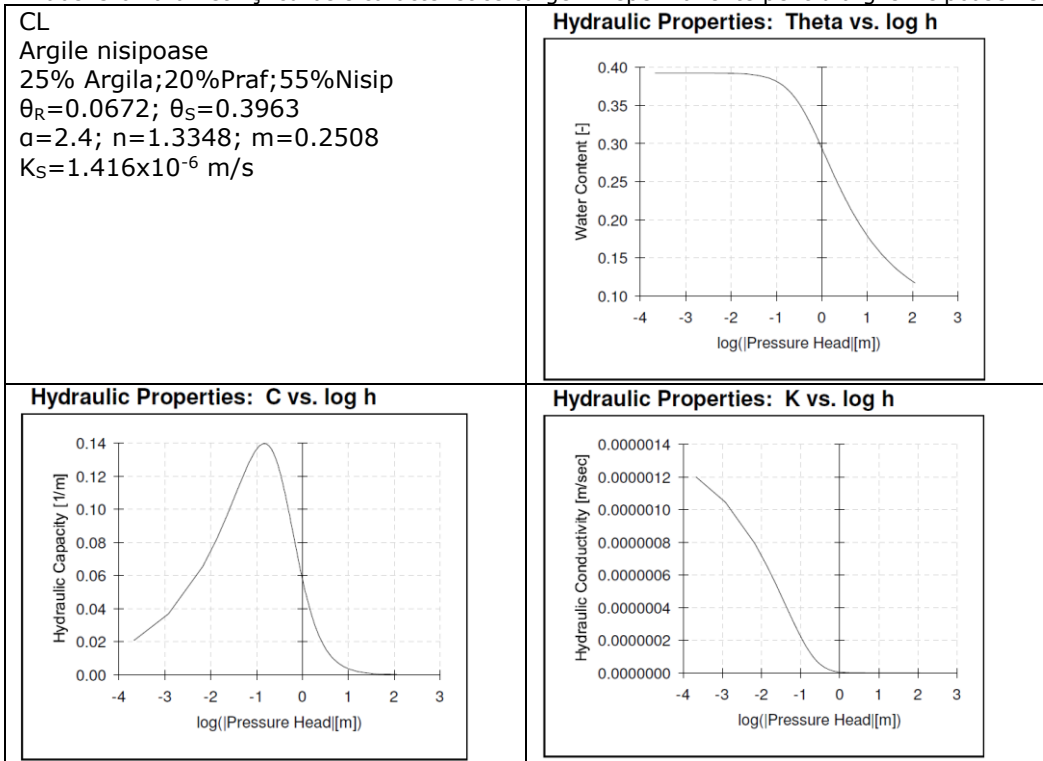 CL
Argile nisipoase
25% Argila;20%Praf;55%Nisip
θR=0.0672; θS=0.3963
α=2.4; n=1.3348; m=0.2508
KS=1.416x10-6 m/s
Hydraulic Properties: Theta vs. log h
Water Content [-]
0.40
0.35
0.30
0.25
0.20
0.15
0.10
-4 -3 -2 -1 0 1 2 3
log(|Pressure Head|[m])
Hydraulic Properties: C vs. log h
Hydraulic Capacity [1/m]
0.14
0.12
0.10
0.08
0.06
0.04
0.02
0.00
-4 -3 -2 -1 0 1 2 3
log(|Pressure Head|[m])
Hydraulic Properties: K vs. log h
Hydraulic Conductivity [m/sec]
0.0000014
0.0000012
0.0000010
0.0000008
0.0000006
0.0000004
0.0000002
0.0000000
-4 -3 -2 -1 0 1 2 3
log(|Pressure Head|[m])